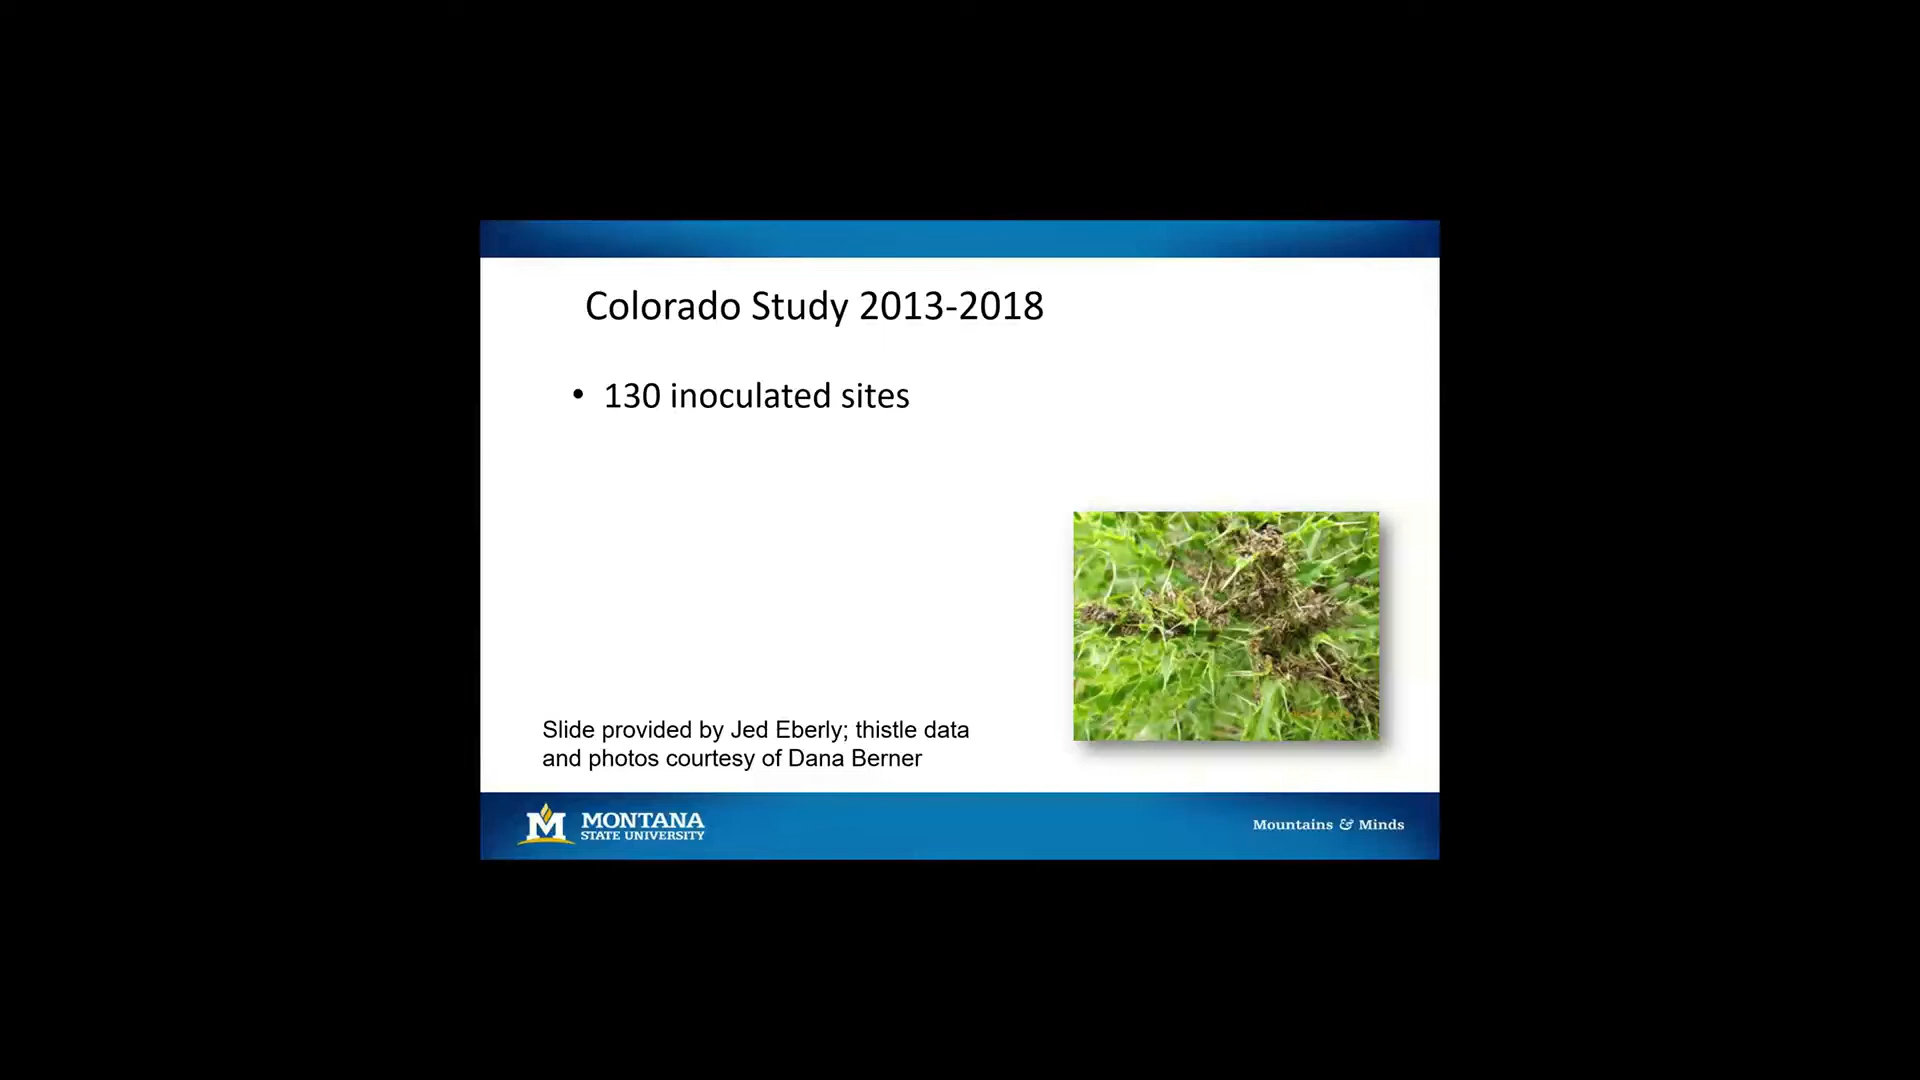 Colorado Study 2013-2018
• 130 inoculated sites
Slide provided by Jed Eberly; thistle data
and photos courtesy of Dana Berner
M MONTANA
STATE UNIVERSITY
Mountains & Minds